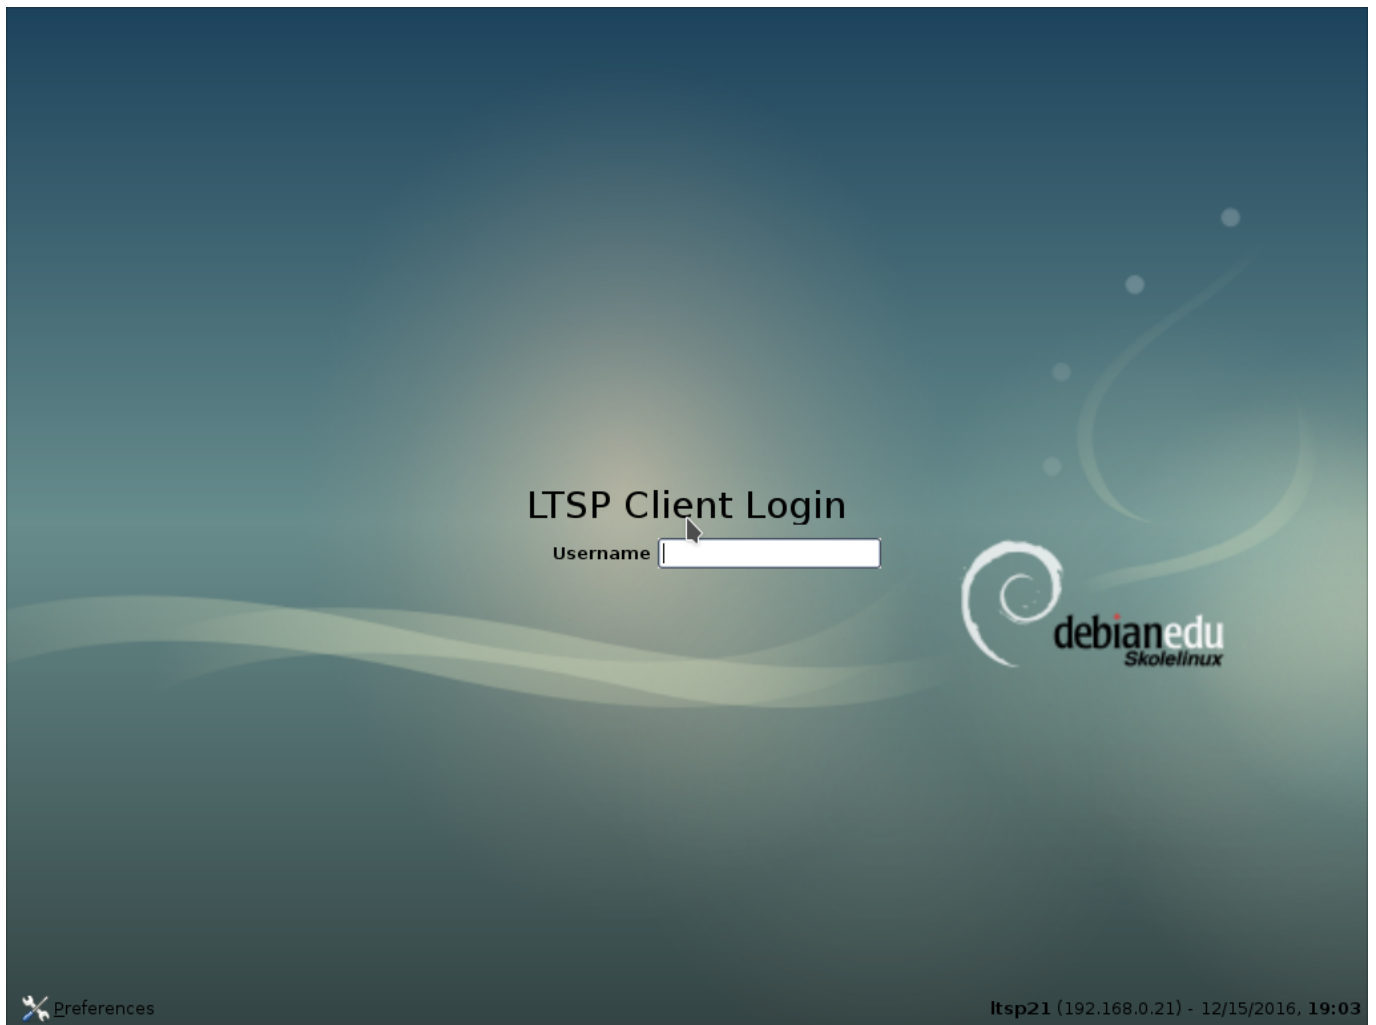 LTSP Client Login
Username
debianedu
Skolelinux
Preferences
ltsp21 (192.168.0.21) - 12/15/2016, 19:03